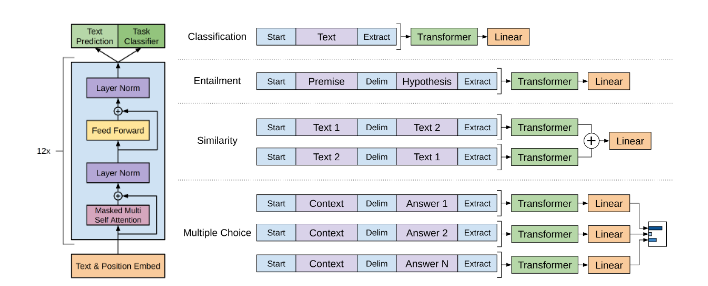 Text Prediction
Task Classifier
Layer Norm
+
Feed Forward
12x
Layer Norm
+
Masked Multi Self Attention
Text & Position Embed
Classification Start Text Extract Transformer Linear
Entailment Start Premise Delim Hypothesis Extract Transformer Linear
Similarity
Start Text 1 Delim Text 2 Extract Transformer
+ Linear
Start Text 2 Delim Text 1 Extract Transformer
Multiple Choice
Start Context Delim Answer 1 Extract Transformer Linear
Start Context Delim Answer 2 Extract Transformer Linear
Start Context Delim Answer N Extract Transformer Linear